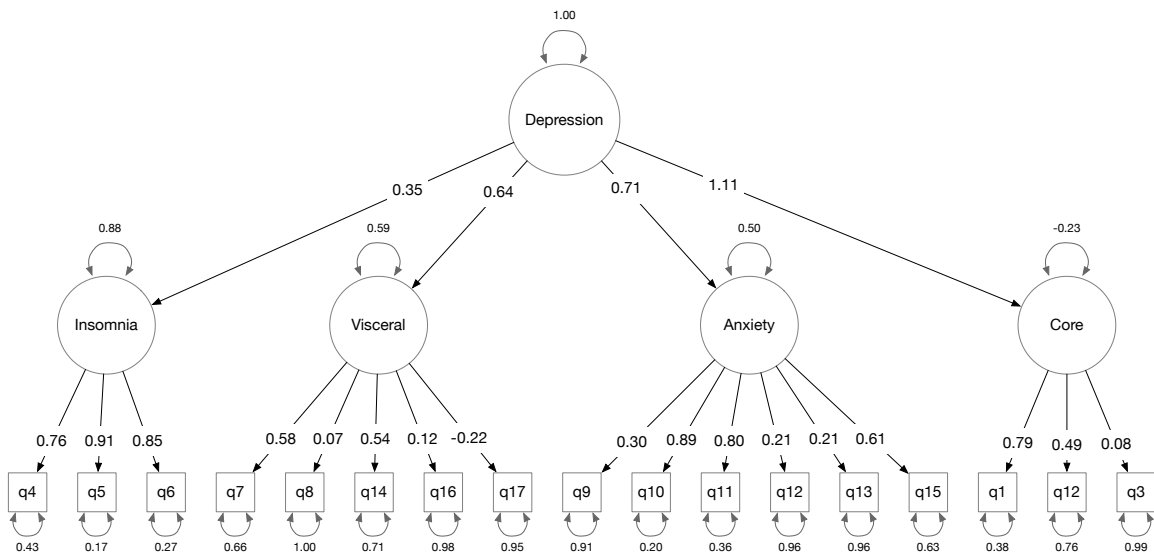 1.00
Depression
0.35 0.64 0.71 1.11
0.88 0.59 0.50 -0.23
Insomnia Visceral Anxiety Core
0.76 0.91 0.85 0.58 0.07 0.54 0.12 -0.22 0.30 0.89 0.80 0.21 0.21 0.61 0.79 0.49 0.08
q4 q5 q6 q7 q8 q14 q16 q17 q9 q10 q11 q12 q13 q15 q1 q12 q3
0.43 0.17 0.27 0.66 1.00 0.71 0.98 0.95 0.91 0.20 0.36 0.96 0.96 0.63 0.38 0.76 0.99